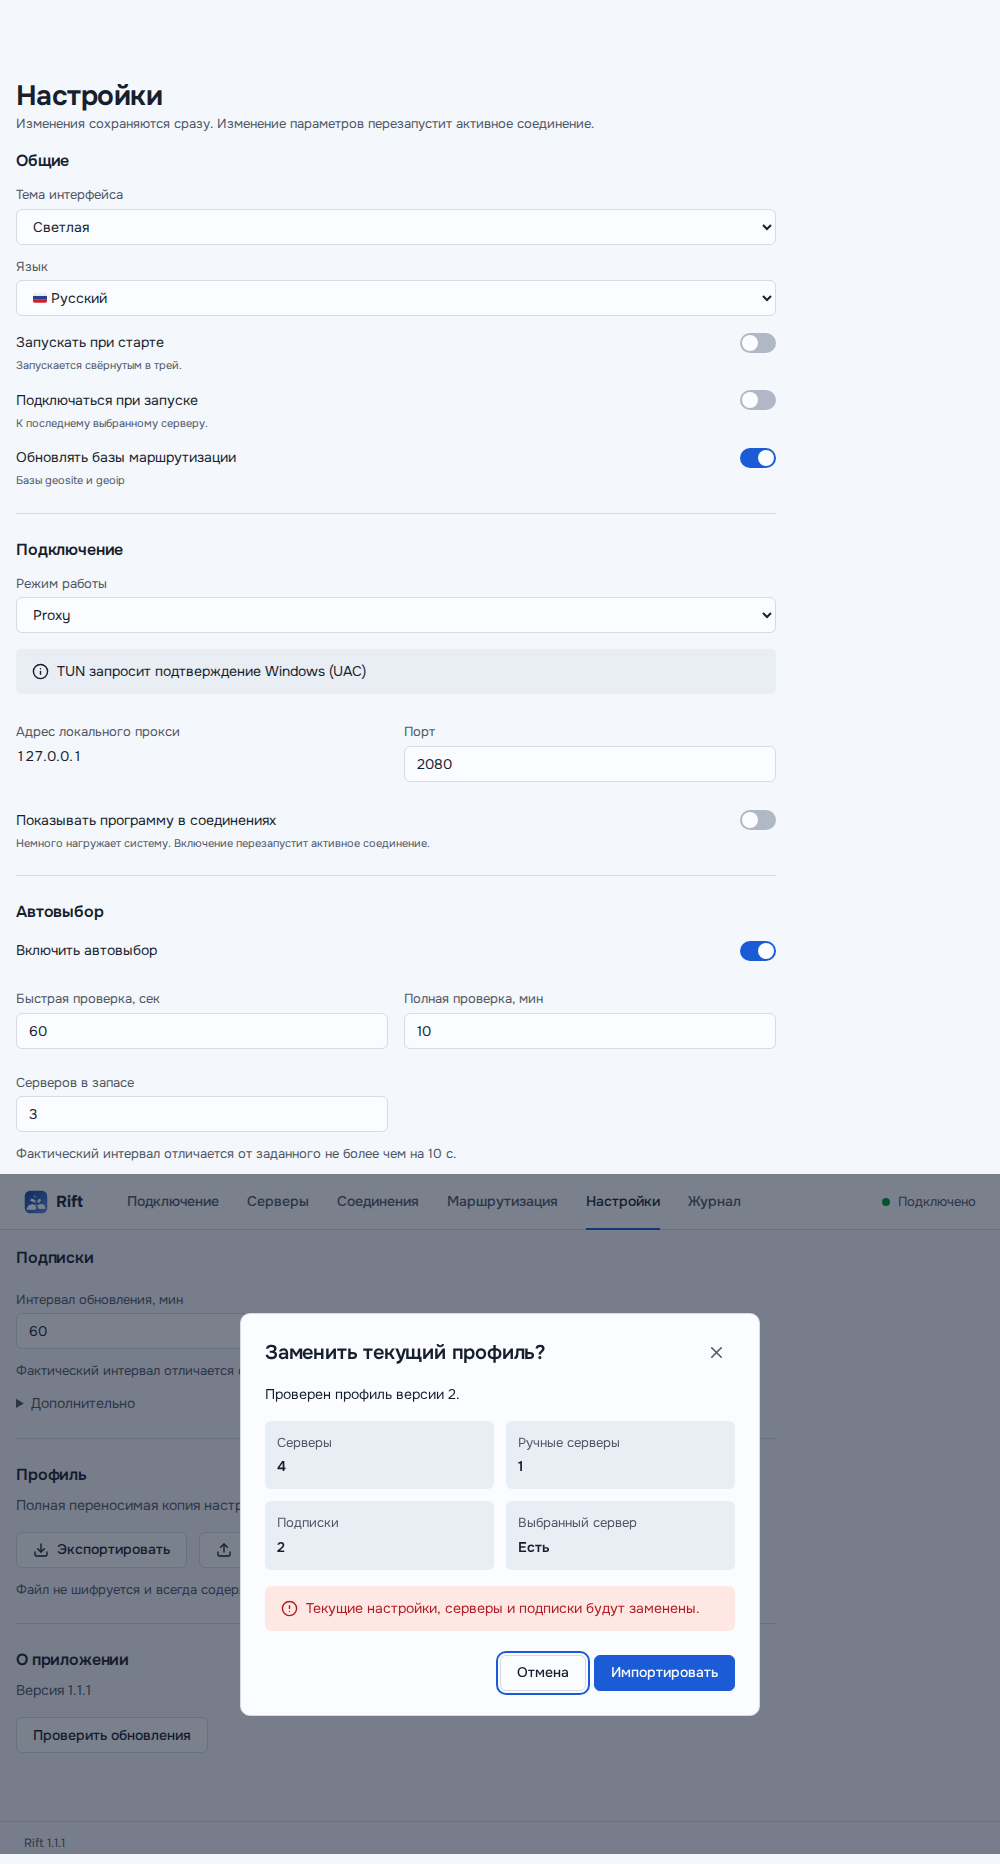 Настройки
Изменения сохраняются сразу. Изменение параметров перезапустит активное соединение.
Общие
Тема интерфейса
Светлая
Язык
Русский
Запускать при старте
Запускается свёрнутым в трей.
Подключаться при запуске
К последнему выбранному серверу.
Обновлять базы маршрутизации
Базы geosite и geoip
Подключение
Режим работы
Proxy
TUN запросит подтверждение Windows (UAC)
Адрес локального прокси
Порт
127.0.0.1
2080
Показывать программу в соединениях
Немного нагружает систему. Включение перезапустит активное соединение.
Автовыбор
Включить автовыбор
Быстрая проверка, сек
Полная проверка, мин
60
10
Серверов в запасе
3
Фактический интервал отличается от заданного не более чем на 10 с.
Rift
Подключение
Серверы
Соединения
Маршрутизация
Настройки
Журнал
Подключено
Подписки
Интервал обновления, мин
60
Фактический интервал отличается
Дополнительно
Профиль
Полная переносимая копия
Экспортировать
Файл не шифруется и всегда
О приложении
Версия 1.1.1
Проверить обновления
Заменить текущий профиль?
Проверен профиль версии 2.
Серверы
4
Ручные серверы
1
Подписки
2
Выбранный сервер
Есть
Текущие настройки, серверы и подписки будут заменены.
Отмена
Импортировать
Rift 1.1.1